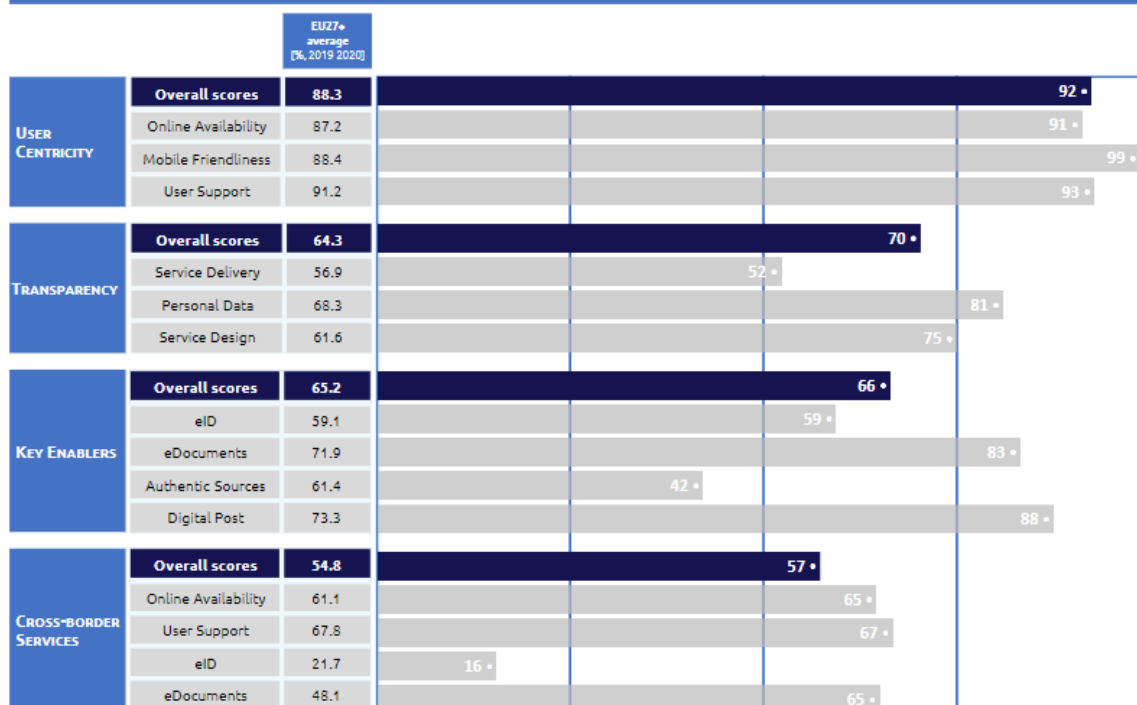 EU27+
average
[%, 2019 2020]
USER
CENTRICITY
Overall scores 88.3 92
Online Availability 87.2 91
Mobile Friendliness 88.4 99
User Support 91.2 93
TRANSPARENCY
Overall scores 64.3 70
Service Delivery 56.9 52
Personal Data 68.3 81
Service Design 61.6 75
KEY ENABLERS
Overall scores 65.2 66
eID 59.1 59
eDocuments 71.9 83
Authentic Sources 61.4 42
Digital Post 73.3 88
CROSS-BORDER
SERVICES
Overall scores 54.8 57
Online Availability 61.1 65
User Support 67.8 67
eID 21.7 16
eDocuments 48.1 65